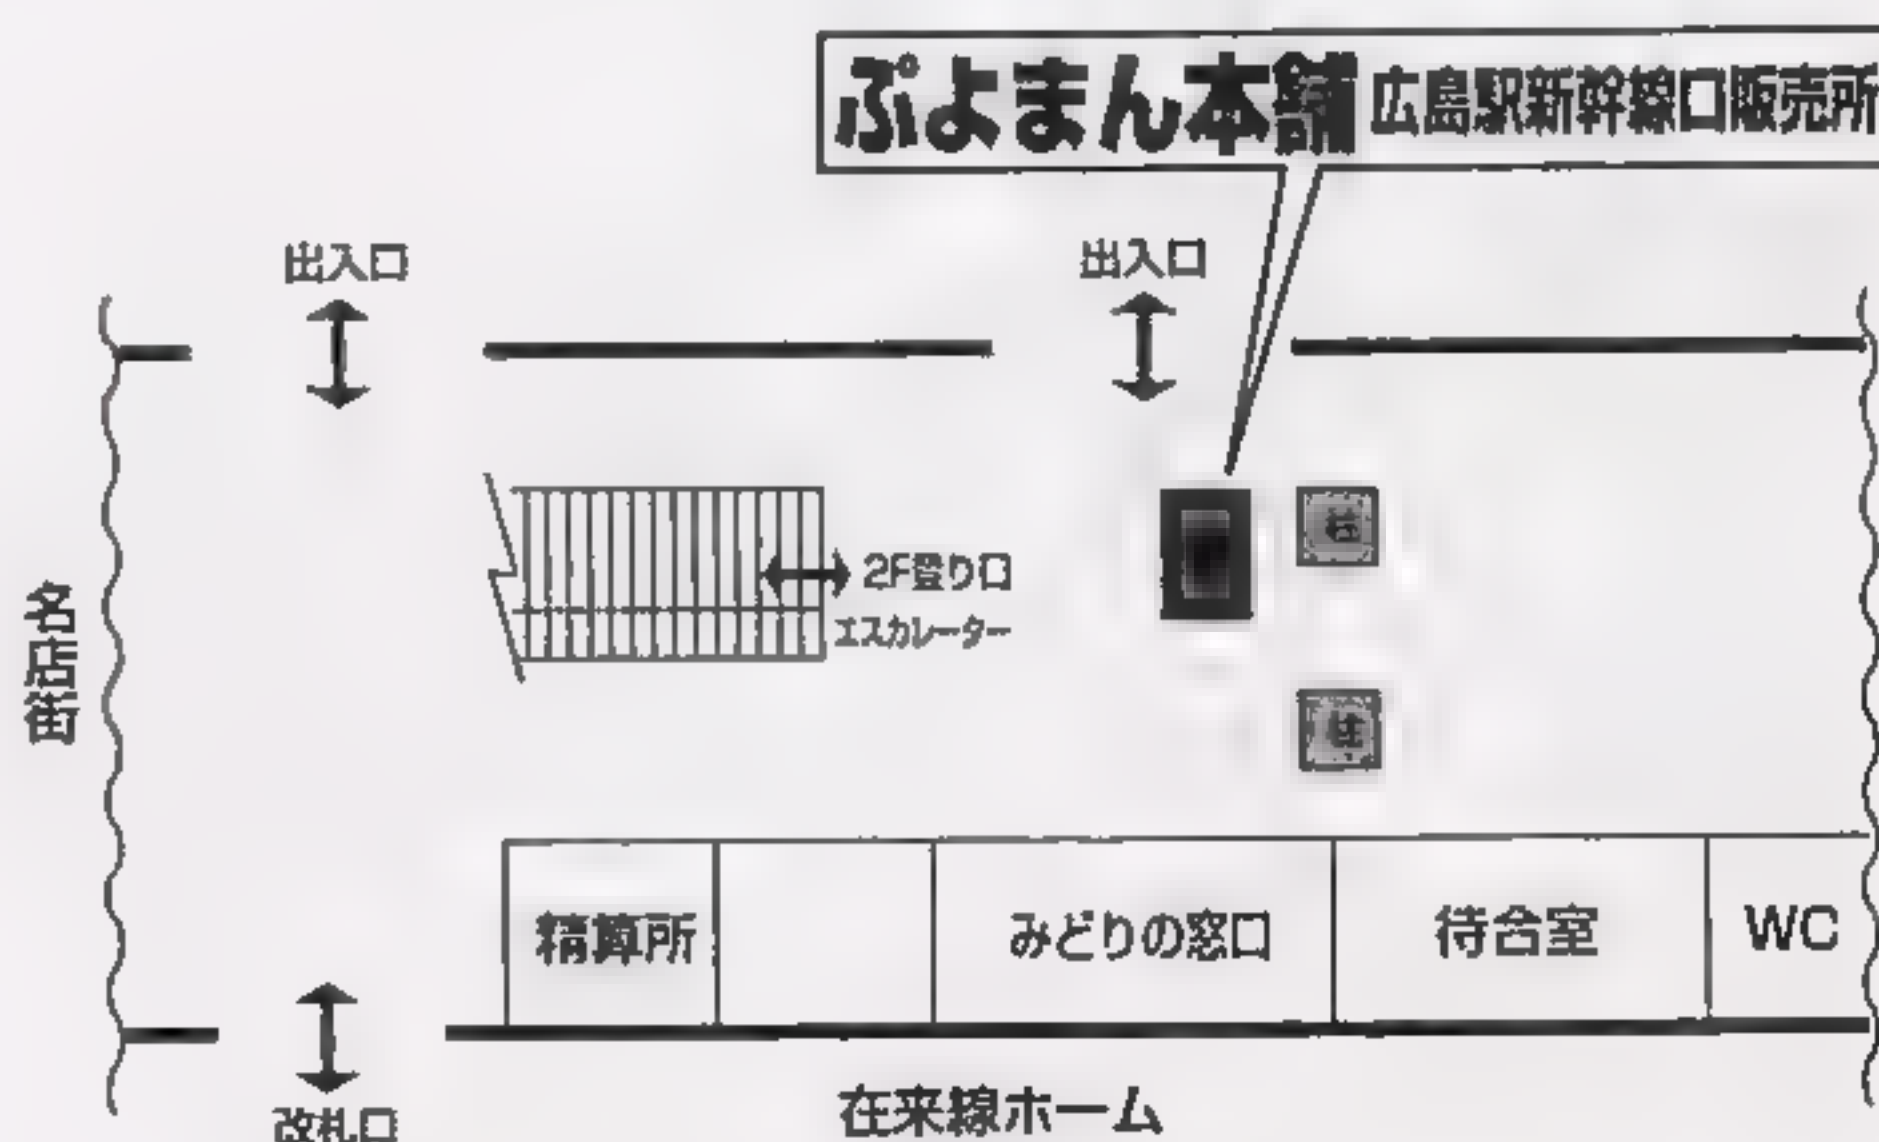 ぷよまん本舗 広島駅新幹線口販売所
出入口
出入口
2F登り口
エスカレーター
名店街
柱
柱
精算所
みどりの窓口
待合室
WC
改札口
在来線ホーム